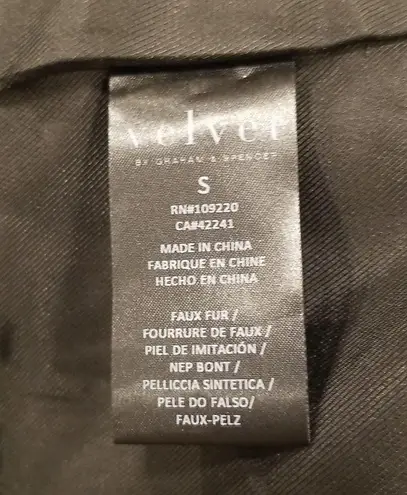 velvet
BY GRAHAM & SPENCER
S
RN#109220
CA#42241
MADE IN CHINA
FABRIQUE EN CHINE
HECHO EN CHINA
FAUX FUR /
FOURRURE DE FAUX /
PIEL DE IMITACIÓN /
NEP BONT /
PELLICCIA SINTETICA /
PELE DO FALSO/
FAUX-PELZ